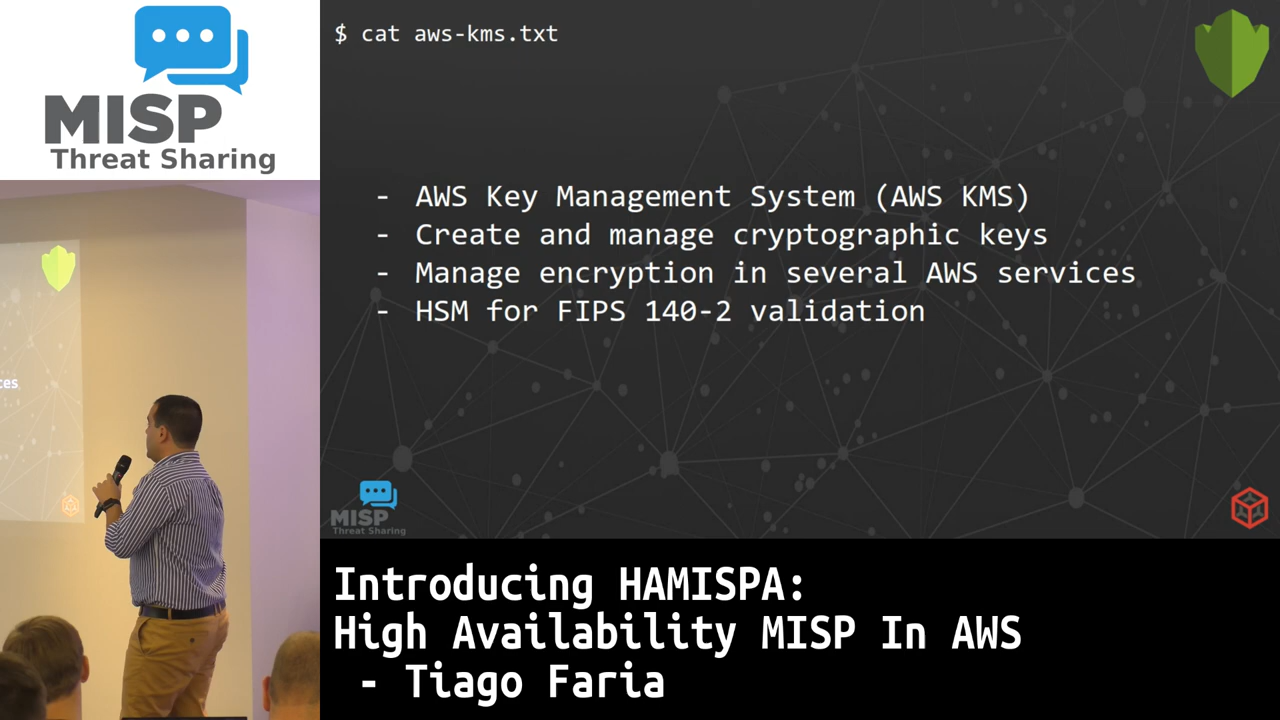 MISP
Threat Sharing
$ cat aws-kms.txt
- AWS Key Management System (AWS KMS)
- Create and manage cryptographic keys
- Manage encryption in several AWS services
- HSM for FIPS 140-2 validation
ces
MISP
Threat Sharing
Introducing HAMISPA:
High Availability MISP In AWS
- Tiago Faria